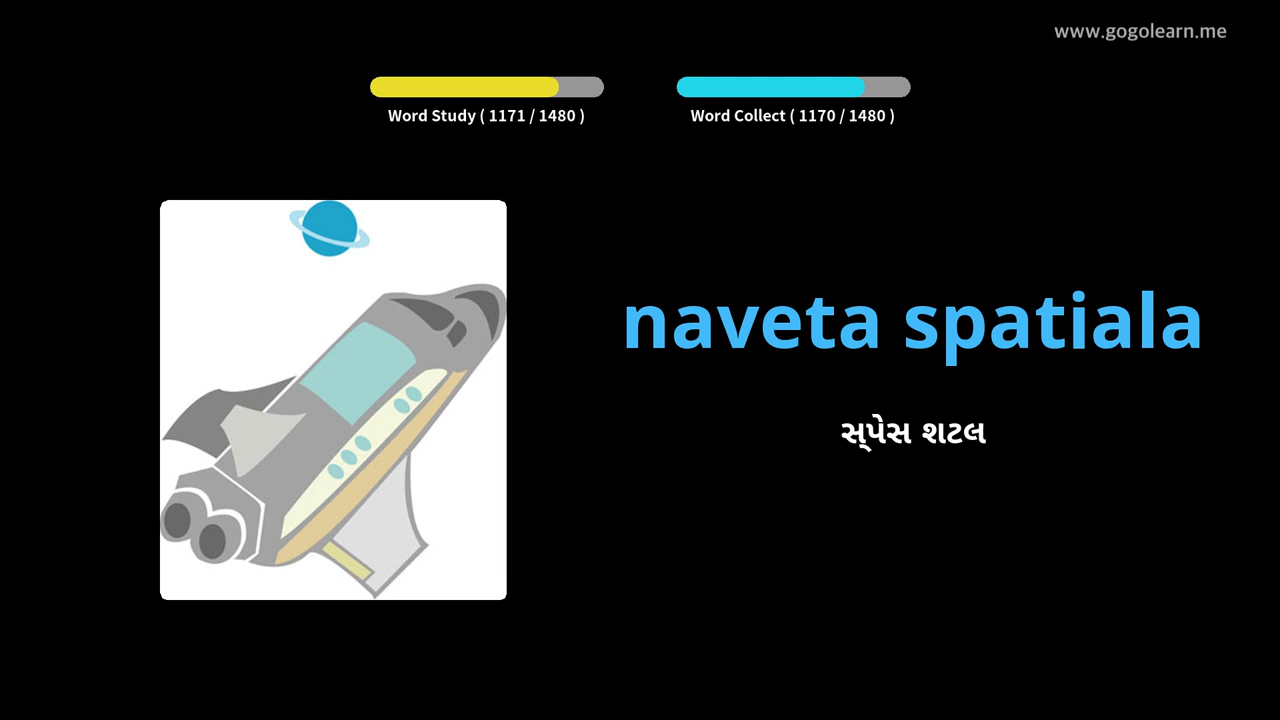 www.gogolearn.me
Word Study ( 1171 / 1480 )
Word Collect ( 1170 / 1480 )
naveta spatiala
સ્પેસ શટલ